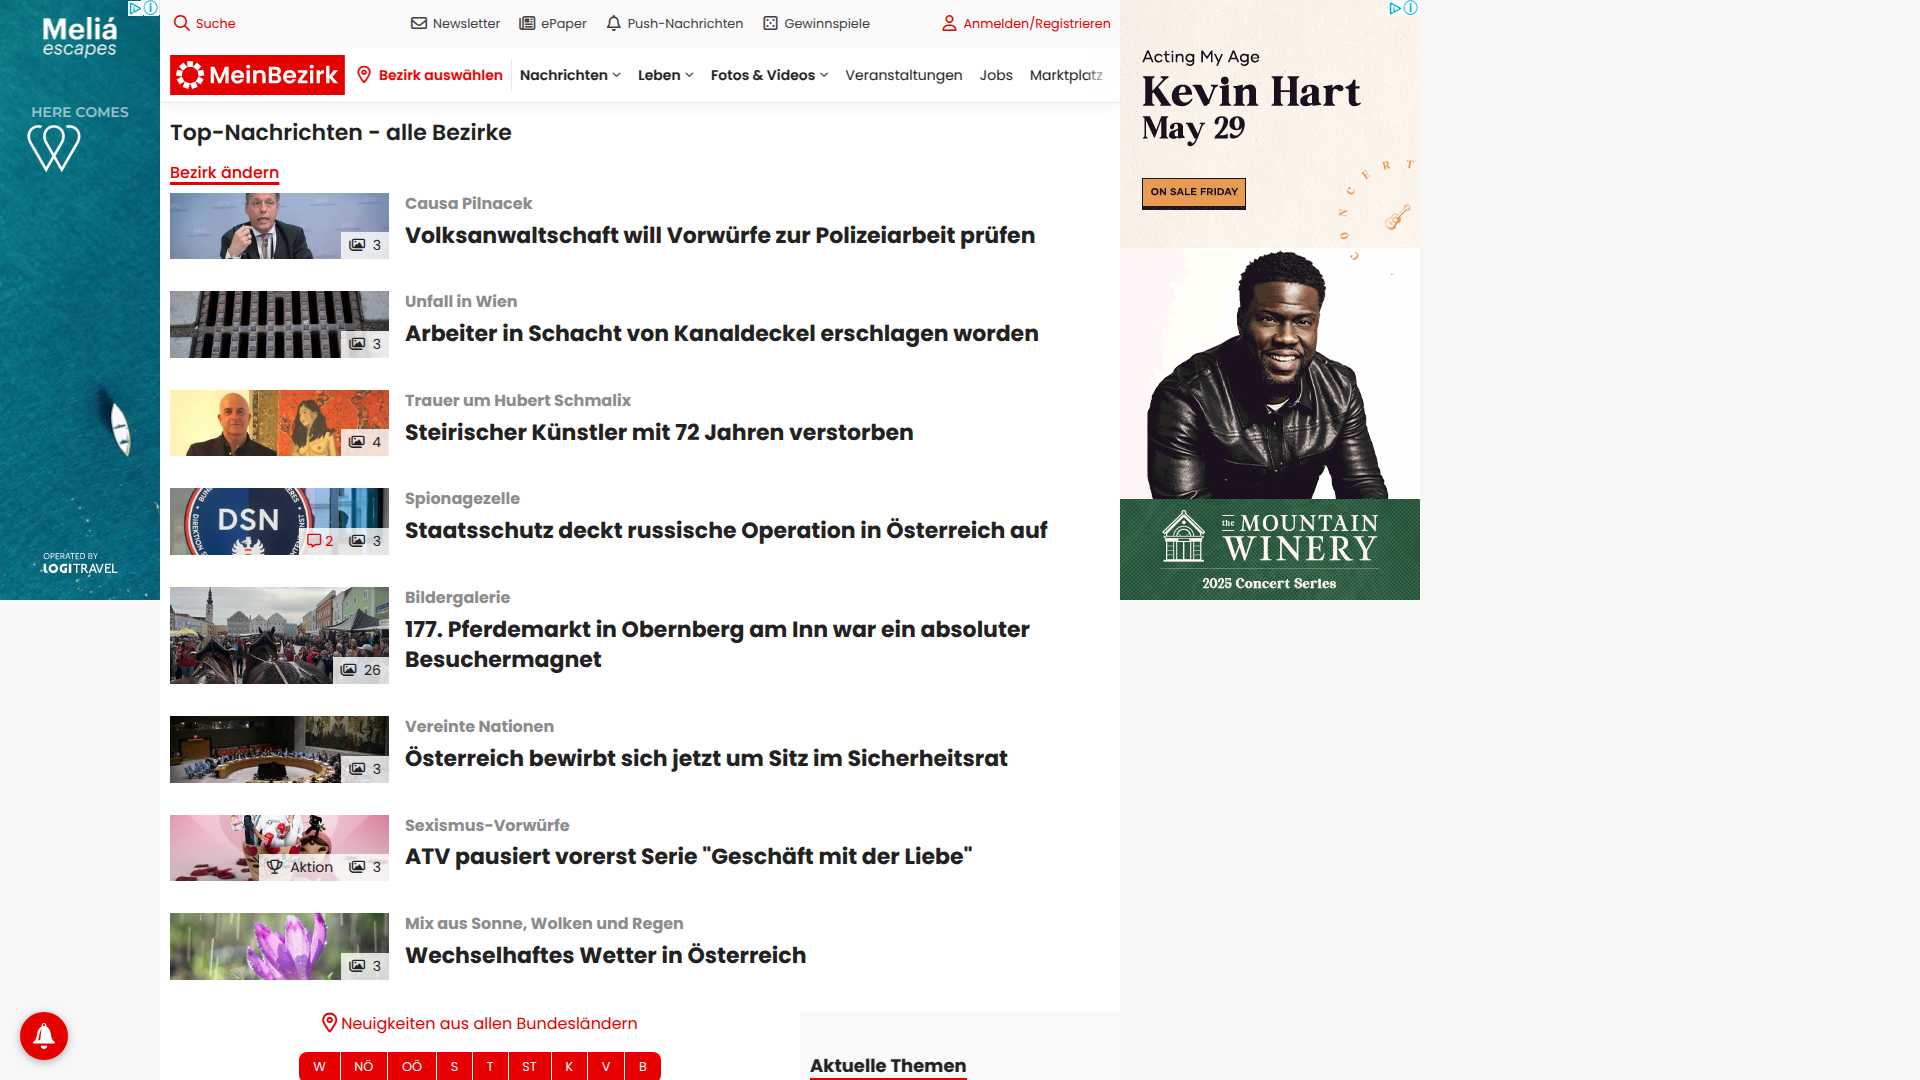 Meliá
escapes
HERE COMES
OPERATED BY
LOGITRAVEL
Suche
Newsletter
ePaper
Push-Nachrichten
Gewinnspiele
Anmelden/Registrieren
MeinBezirk
Bezirk auswählen
Nachrichten
Leben
Fotos & Videos
Veranstaltungen
Jobs
Marktplatz
Top-Nachrichten - alle Bezirke
Bezirk ändern
3
Causa Pilnacek
Volksanwaltschaft will Vorwürfe zur Polizeiarbeit prüfen
3
Unfall in Wien
Arbeiter in Schacht von Kanaldeckel erschlagen worden
4
Trauer um Hubert Schmalix
Steirischer Künstler mit 72 Jahren verstorben
DSN
2 3
Spionagezelle
Staatsschutz deckt russische Operation in Österreich auf
26
Bildergalerie
177. Pferdemarkt in Obernberg am Inn war ein absoluter
Besuchermagnet
3
Vereinte Nationen
Österreich bewirbt sich jetzt um Sitz im Sicherheitsrat
Aktion 3
Sexismus-Vorwürfe
ATV pausiert vorerst Serie "Geschäft mit der Liebe"
3
Mix aus Sonne, Wolken und Regen
Wechselhaftes Wetter in Österreich
Neuigkeiten aus allen Bundesländern
W NÖ OÖ S T ST K V B
Aktuelle Themen
Acting My Age
Kevin Hart
May 29
ON SALE FRIDAY
CONCERT
the MOUNTAIN
WINERY
2025 Concert Series